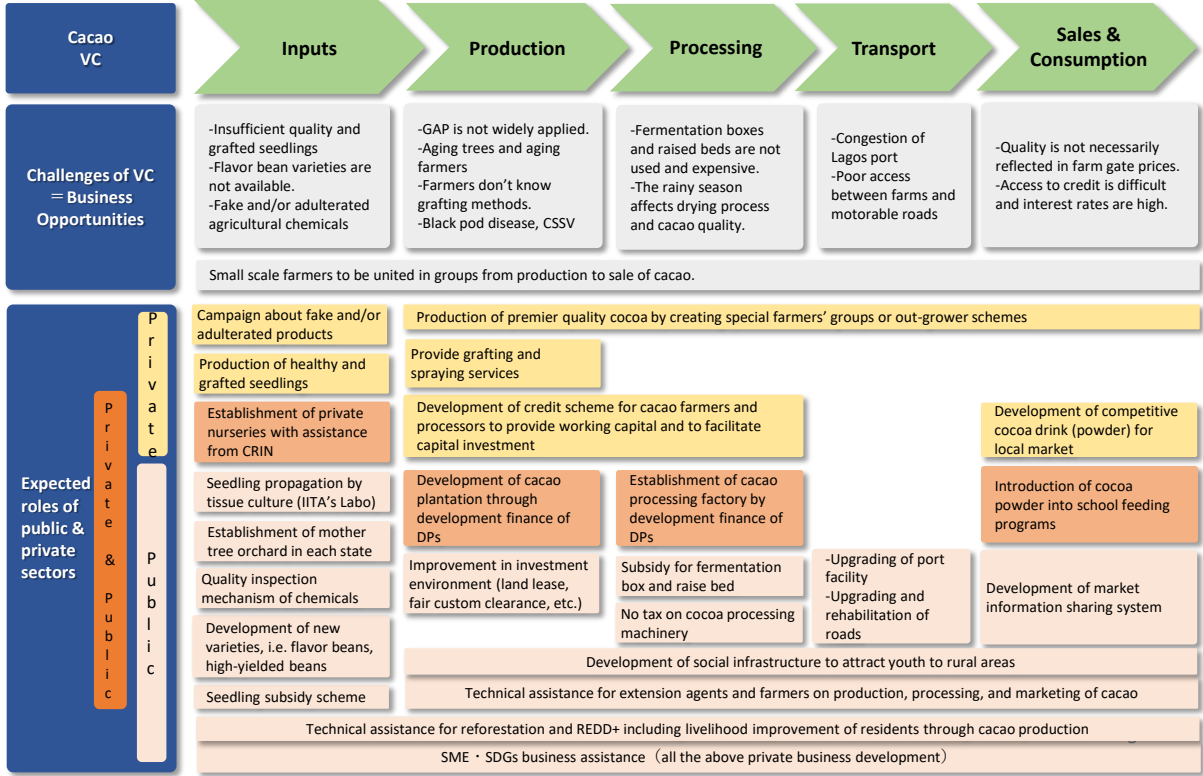 Cacao
VC
Inputs
Production
Processing
Transport
Sales &
Consumption
Challenges of VC
＝Business
Opportunities
-Insufficient quality and
grafted seedlings
-Flavor bean varieties are
not available.
-Fake and/or adulterated
agricultural chemicals
-GAP is not widely applied.
-Aging trees and aging
farmers
-Farmers don't know
grafting methods.
-Black pod disease, CSSV
-Fermentation boxes
and raised beds are not
used and expensive.
-The rainy season
affects drying process
and cacao quality.
-Congestion of
Lagos port
-Poor access
between farms and
motorable roads
-Quality is not necessarily
reflected in farm gate prices.
-Access to credit is difficult
and interest rates are high.
Small scale farmers to be united in groups from production to sale of cacao.
Expected
roles of
public &
private
sectors
Private & Public
Private
Public
Campaign about fake and/or
adulterated products
Production of premier quality cocoa by creating special farmers' groups or out-grower schemes
Production of healthy and
grafted seedlings
Provide grafting and
spraying services
Establishment of private
nurseries with assistance
from CRIN
Development of credit scheme for cacao farmers and
processors to provide working capital and to facilitate
capital investment
Development of competitive
cocoa drink (powder) for
local market
Seedling propagation by
tissue culture (IITA's Labo)
Development of cacao
plantation through
development finance of
DPs
Establishment of cacao
processing factory by
development finance of
DPs
Introduction of cocoa
powder into school feeding
programs
Establishment of mother
tree orchard in each state
Quality inspection
mechanism of chemicals
Improvement in investment
environment (land lease,
fair custom clearance, etc.)
Subsidy for fermentation
box and raise bed
No tax on cocoa processing
machinery
-Upgrading of port
facility
-Upgrading and
rehabilitation of
roads
Development of market
information sharing system
Development of new
varieties, i.e. flavor beans,
high-yielded beans
Development of social infrastructure to attract youth to rural areas
Seedling subsidy scheme
Technical assistance for extension agents and farmers on production, processing, and marketing of cacao
Technical assistance for reforestation and REDD+ including livelihood improvement of residents through cacao production
SME・SDGs business assistance（all the above private business development）